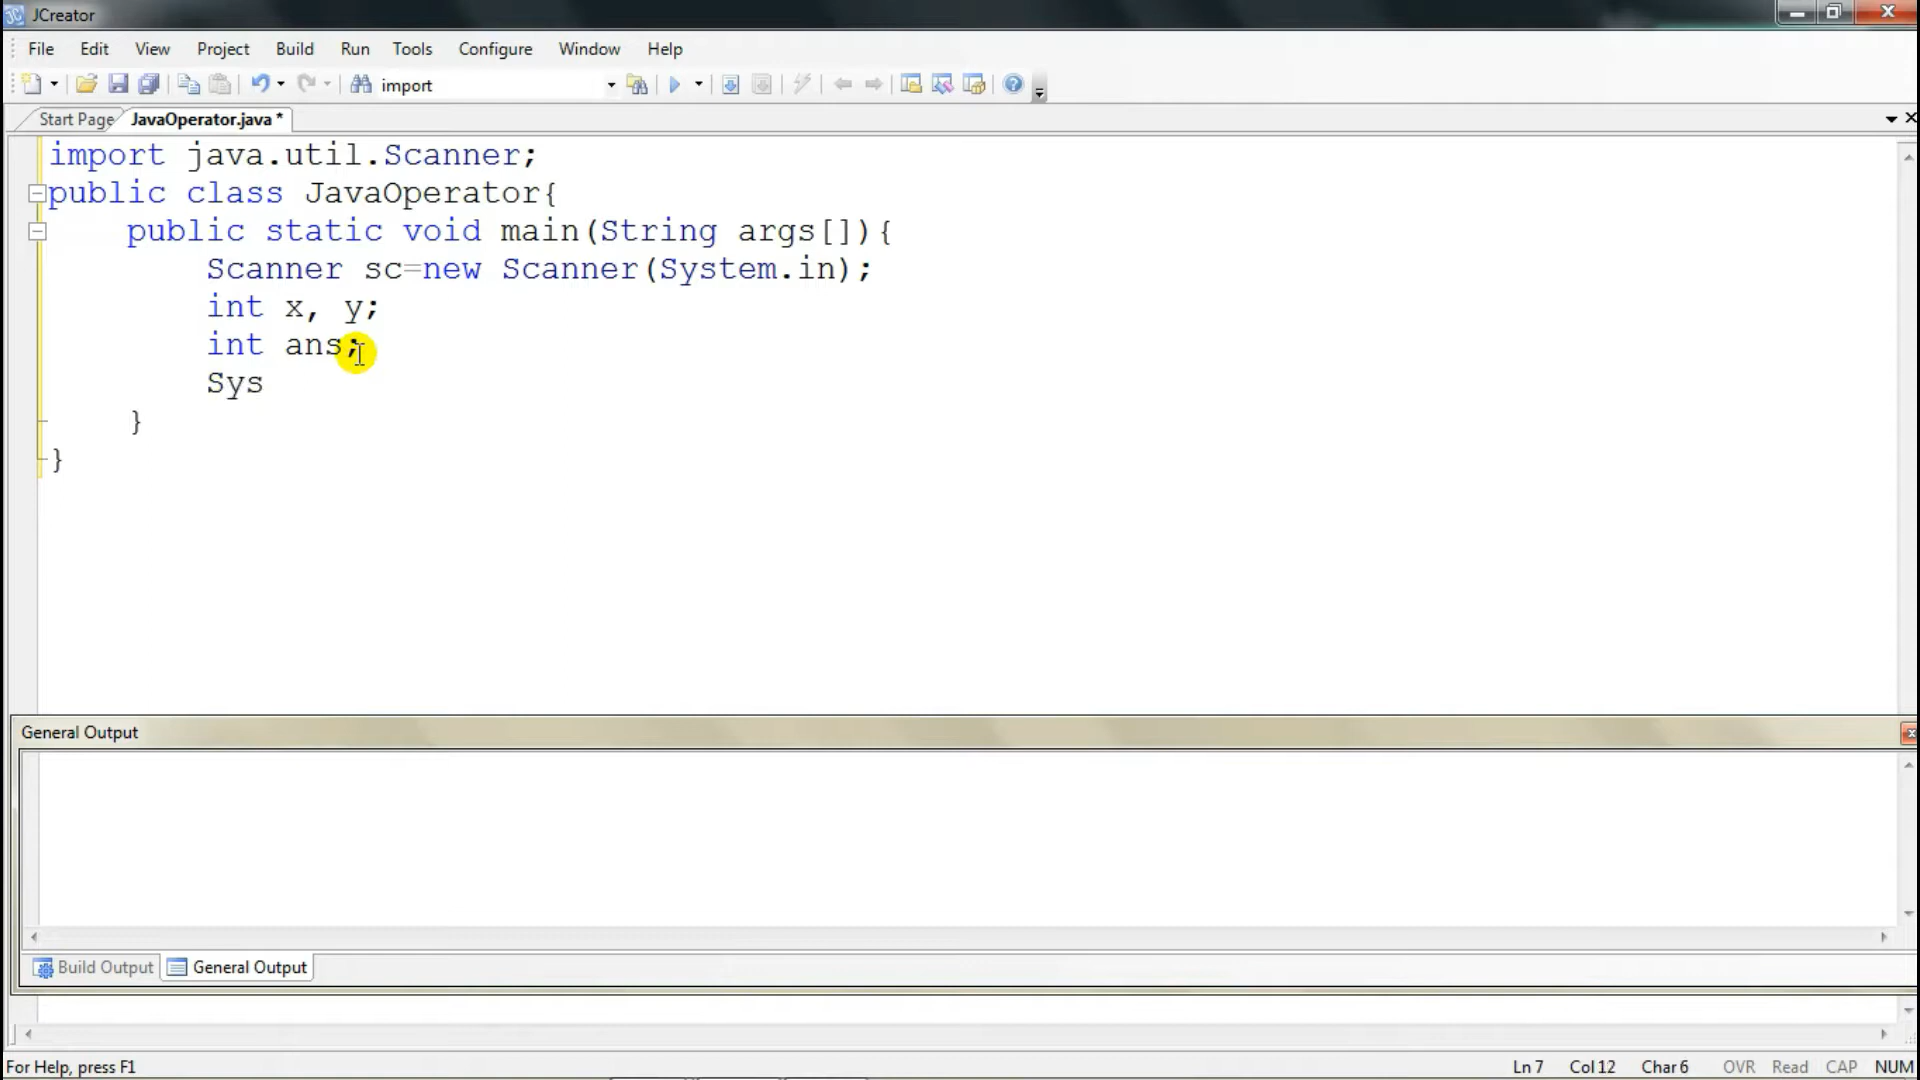 JCreator
File Edit View Project Build Run Tools Configure Window Help
import
Start Page JavaOperator.java *
import java.util.Scanner;
public class JavaOperator{
public static void main(String args[]){
Scanner sc=new Scanner(System.in);
int x, y;
int ans;
Sys
}
}
General Output
Build Output General Output
For Help, press F1 Ln 7 Col 12 Char 6 OVR Read CAP NUM